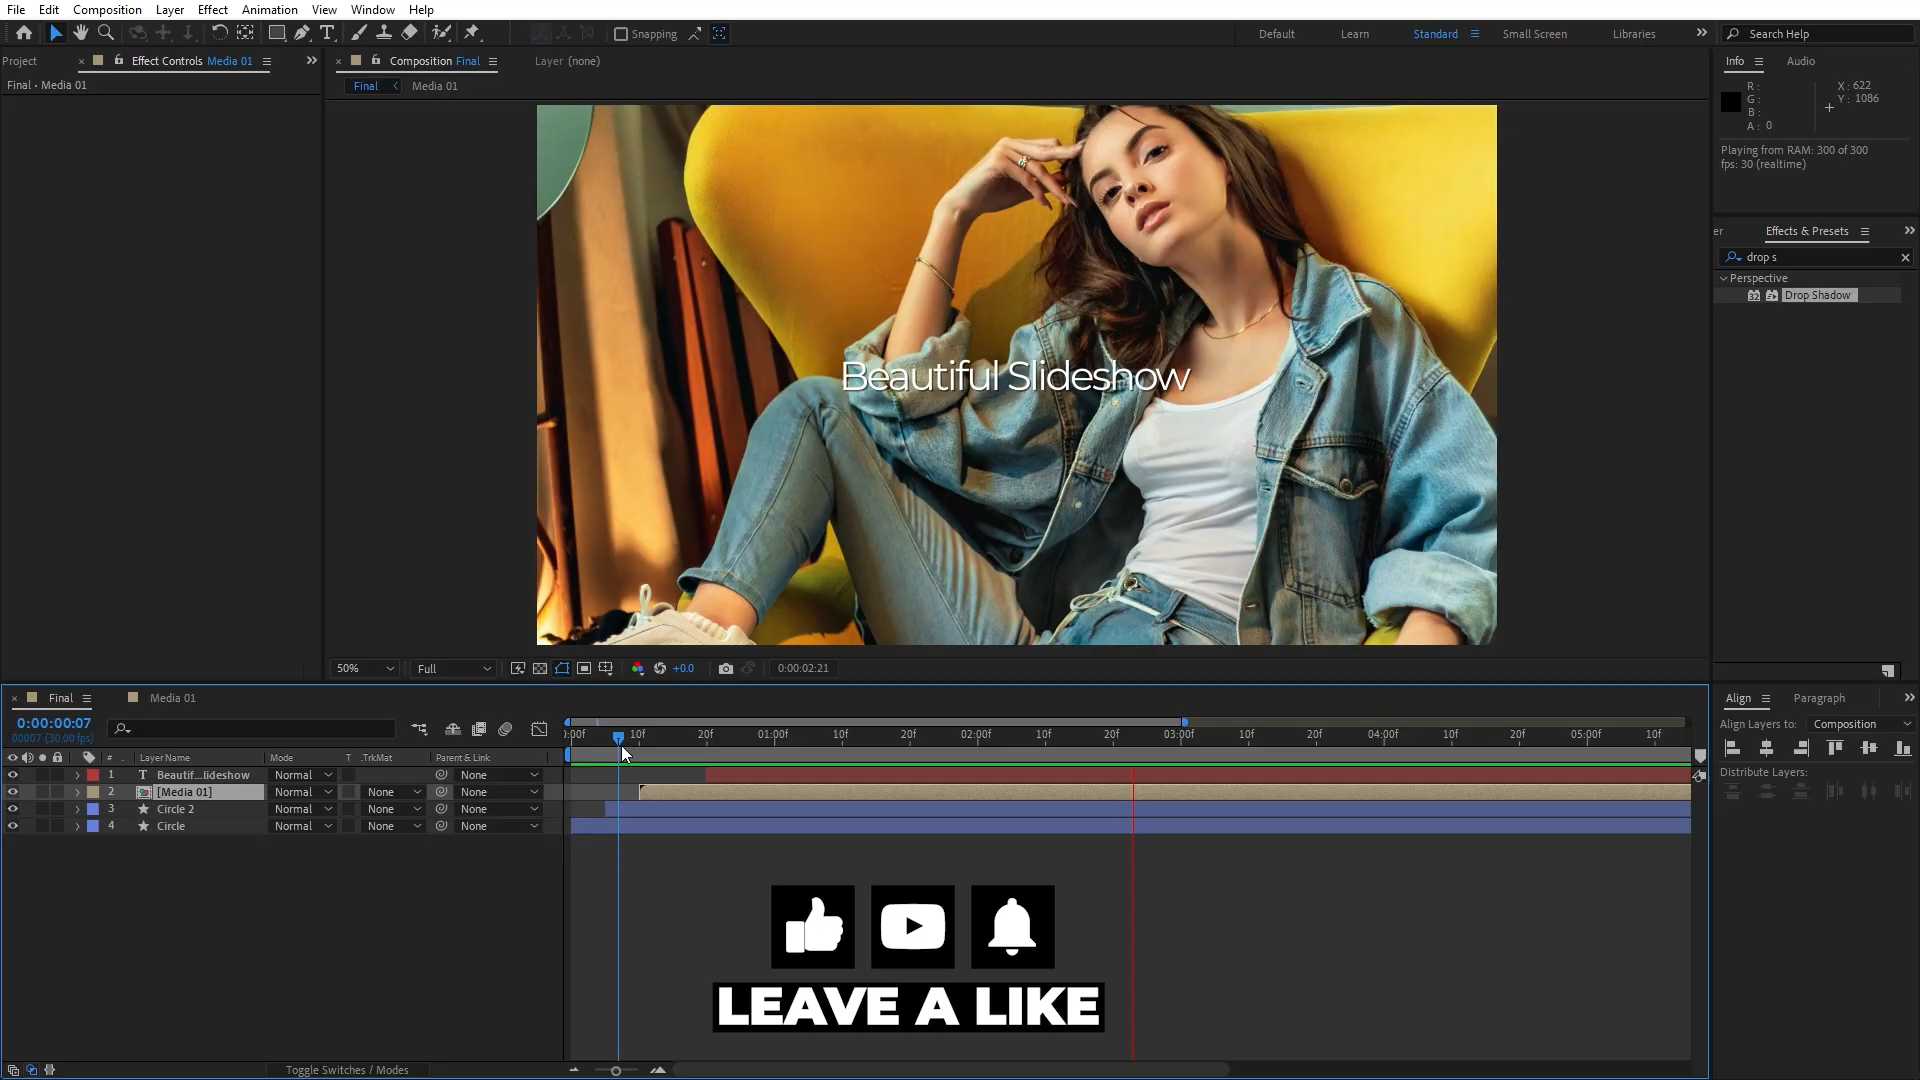 File Edit Composition Layer Effect Animation View Window Help
Snapping
Default Learn Standard Small Screen Libraries
Search Help
Project
Effect Controls Media 01
Final • Media 01
Composition Final
Layer (none)
Final
Media 01
Beautiful Slideshow
50%
Full
+0.0
0:00:02:21
Info Audio
R :
G :
B :
A : 0
X : 622
Y : 1086
Playing from RAM: 300 of 300
fps: 30 (realtime)
er
Effects & Presets
drop s
Perspective
32
Drop Shadow
Final
Media 01
0:00:00:07
00007 (30.00 fps)
# . Layer Name Mode T .TrkMat Parent & Link
1 T Beautif...lideshow Normal None
2 [Media 01] Normal None None
3 Circle 2 Normal None None
4 Circle Normal None None
):00f 10f 20f 01:00f 10f 20f 02:00f 10f 20f 03:00f 10f 20f 04:00f 10f 20f 05:00f 10f
LEAVE A LIKE
Toggle Switches / Modes
Align Paragraph
Align Layers to: Composition
Distribute Layers: